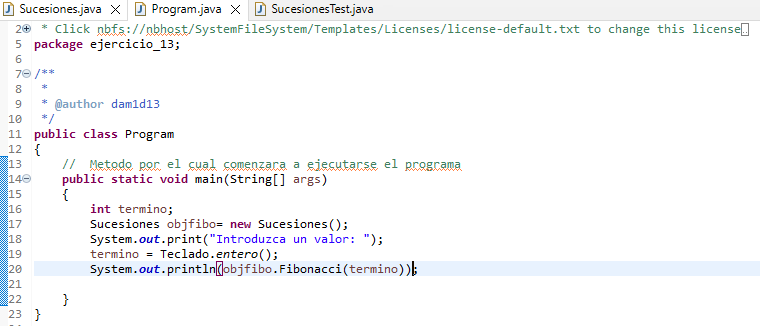 Sucesiones.java Program.java SucesionesTest.java
2 * Click nbfs://nbhost/SystemFileSystem/Templates/Licenses/license-default.txt to change this license
5 package ejercicio_13;
6
7 /**
8 *
9 * @author dam1d13
10 */
11 public class Program
12 {
13 // Metodo por el cual comenzara a ejecutarse el programa
14 public static void main(String[] args)
15 {
16 int termino;
17 Sucesiones objfibo= new Sucesiones();
18 System.out.print("Introduzca un valor: ");
19 termino = Teclado.entero();
20 System.out.println(objfibo.Fibonacci(termino));
21
22 }
23 }